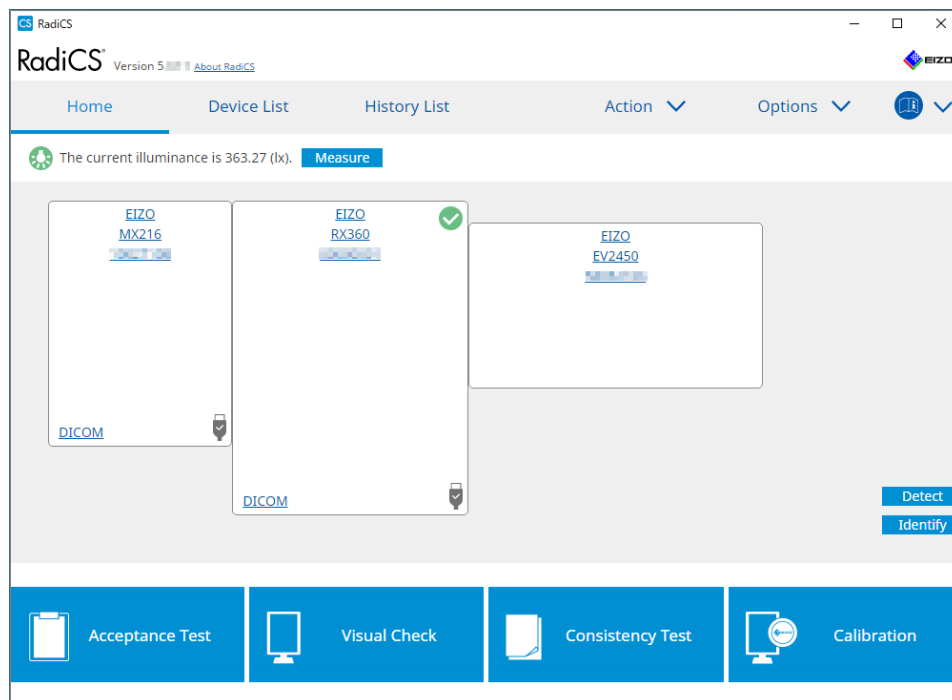 CS RadiCS
RadiCS Version 5. About RadiCS
EIZO
Home Device List History List Action Options
The current illuminance is 363.27 (lx). Measure
EIZO
MX216
DICOM
EIZO
RX360
DICOM
EIZO
EV2450
Detect
Identify
Acceptance Test Visual Check Consistency Test Calibration